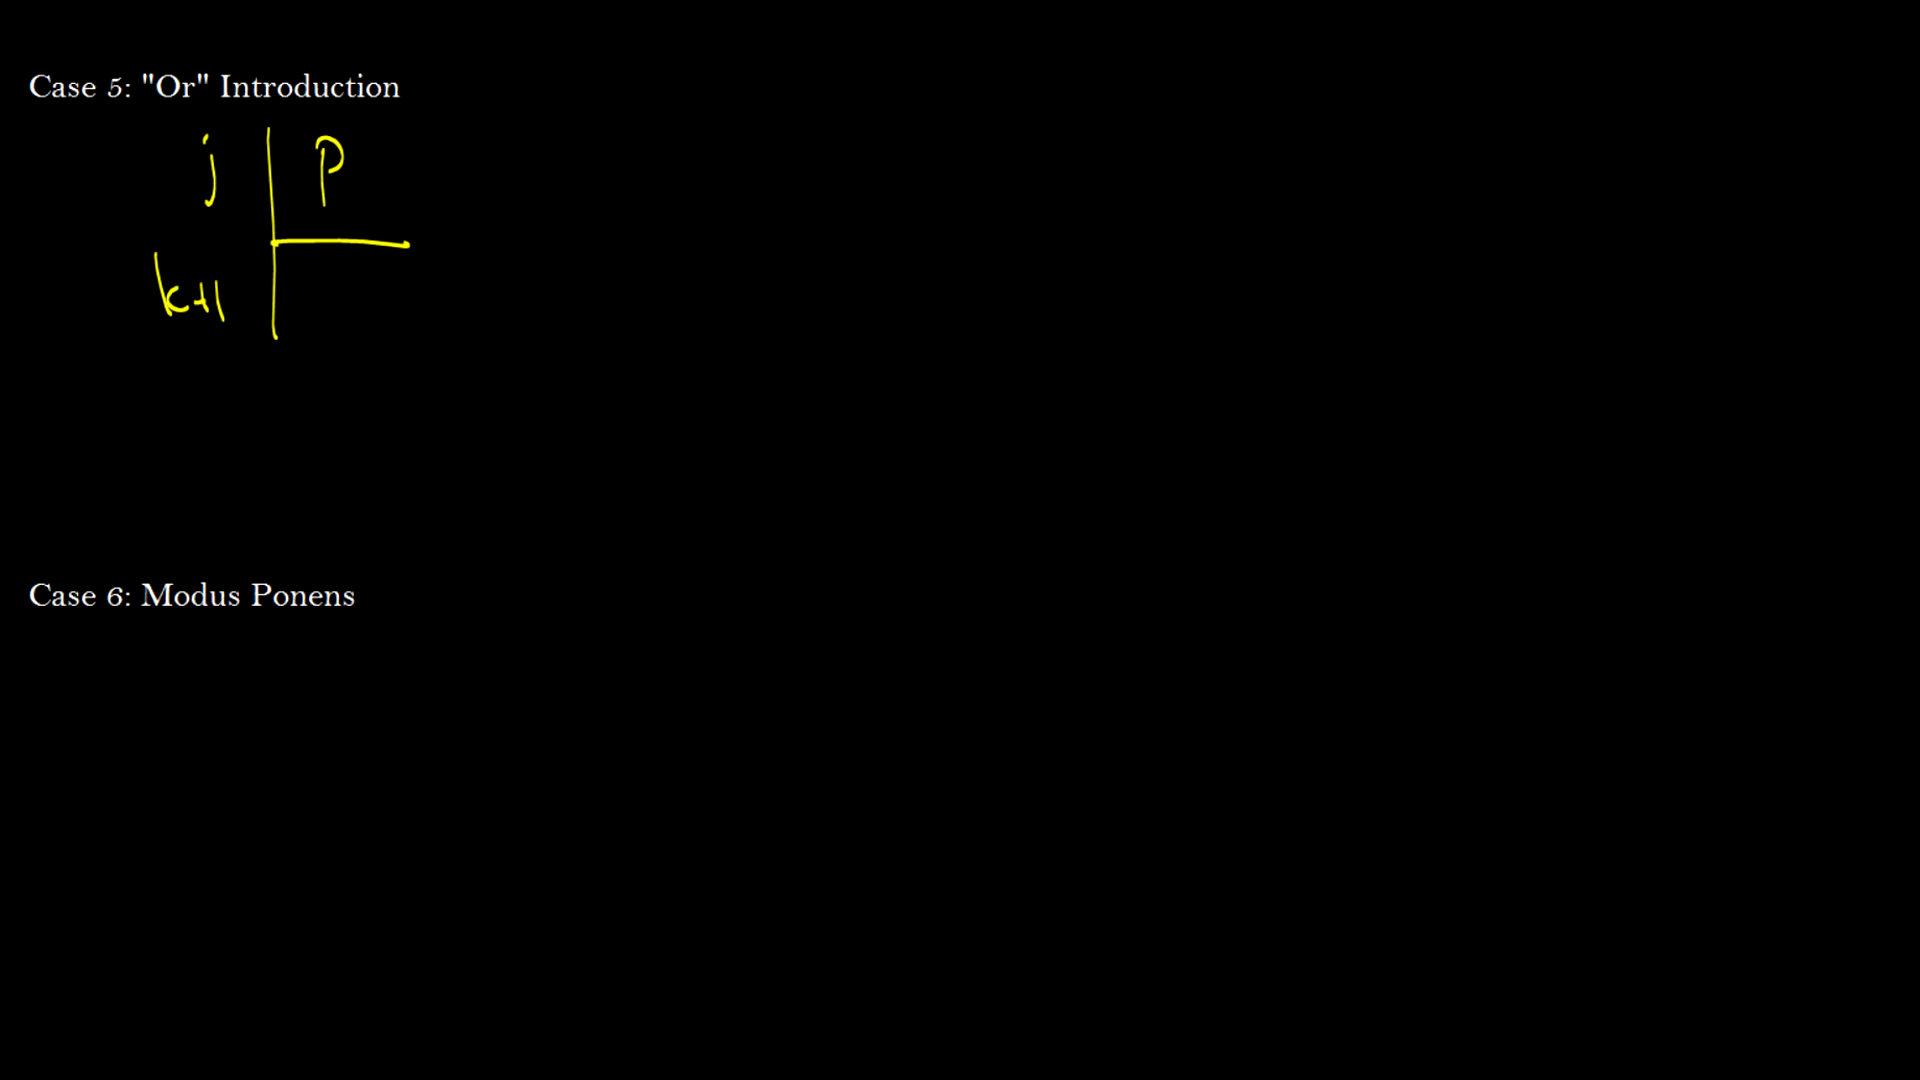 Case 5: "Or" Introduction
j P
k+1
Case 6: Modus Ponens